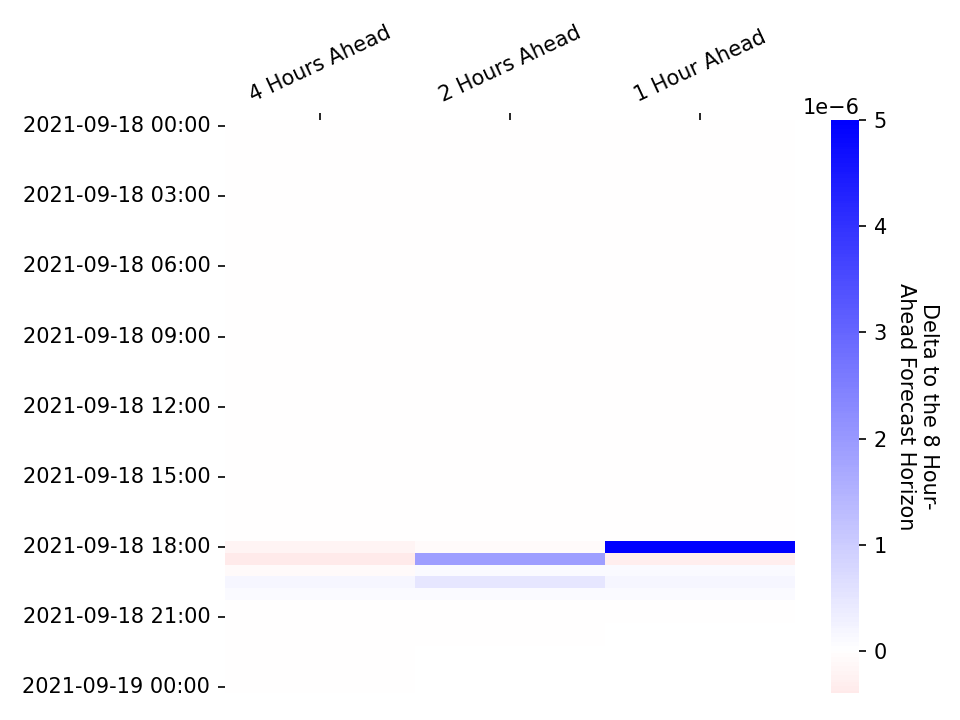 4 Hours Ahead
2 Hours Ahead
1 Hour Ahead
1e−6
2021-09-18 00:00
2021-09-18 03:00
2021-09-18 06:00
2021-09-18 09:00
2021-09-18 12:00
2021-09-18 15:00
2021-09-18 18:00
2021-09-18 21:00
2021-09-19 00:00
5
4
3
2
1
0
Delta to the 8 Hour-
Ahead Forecast Horizon